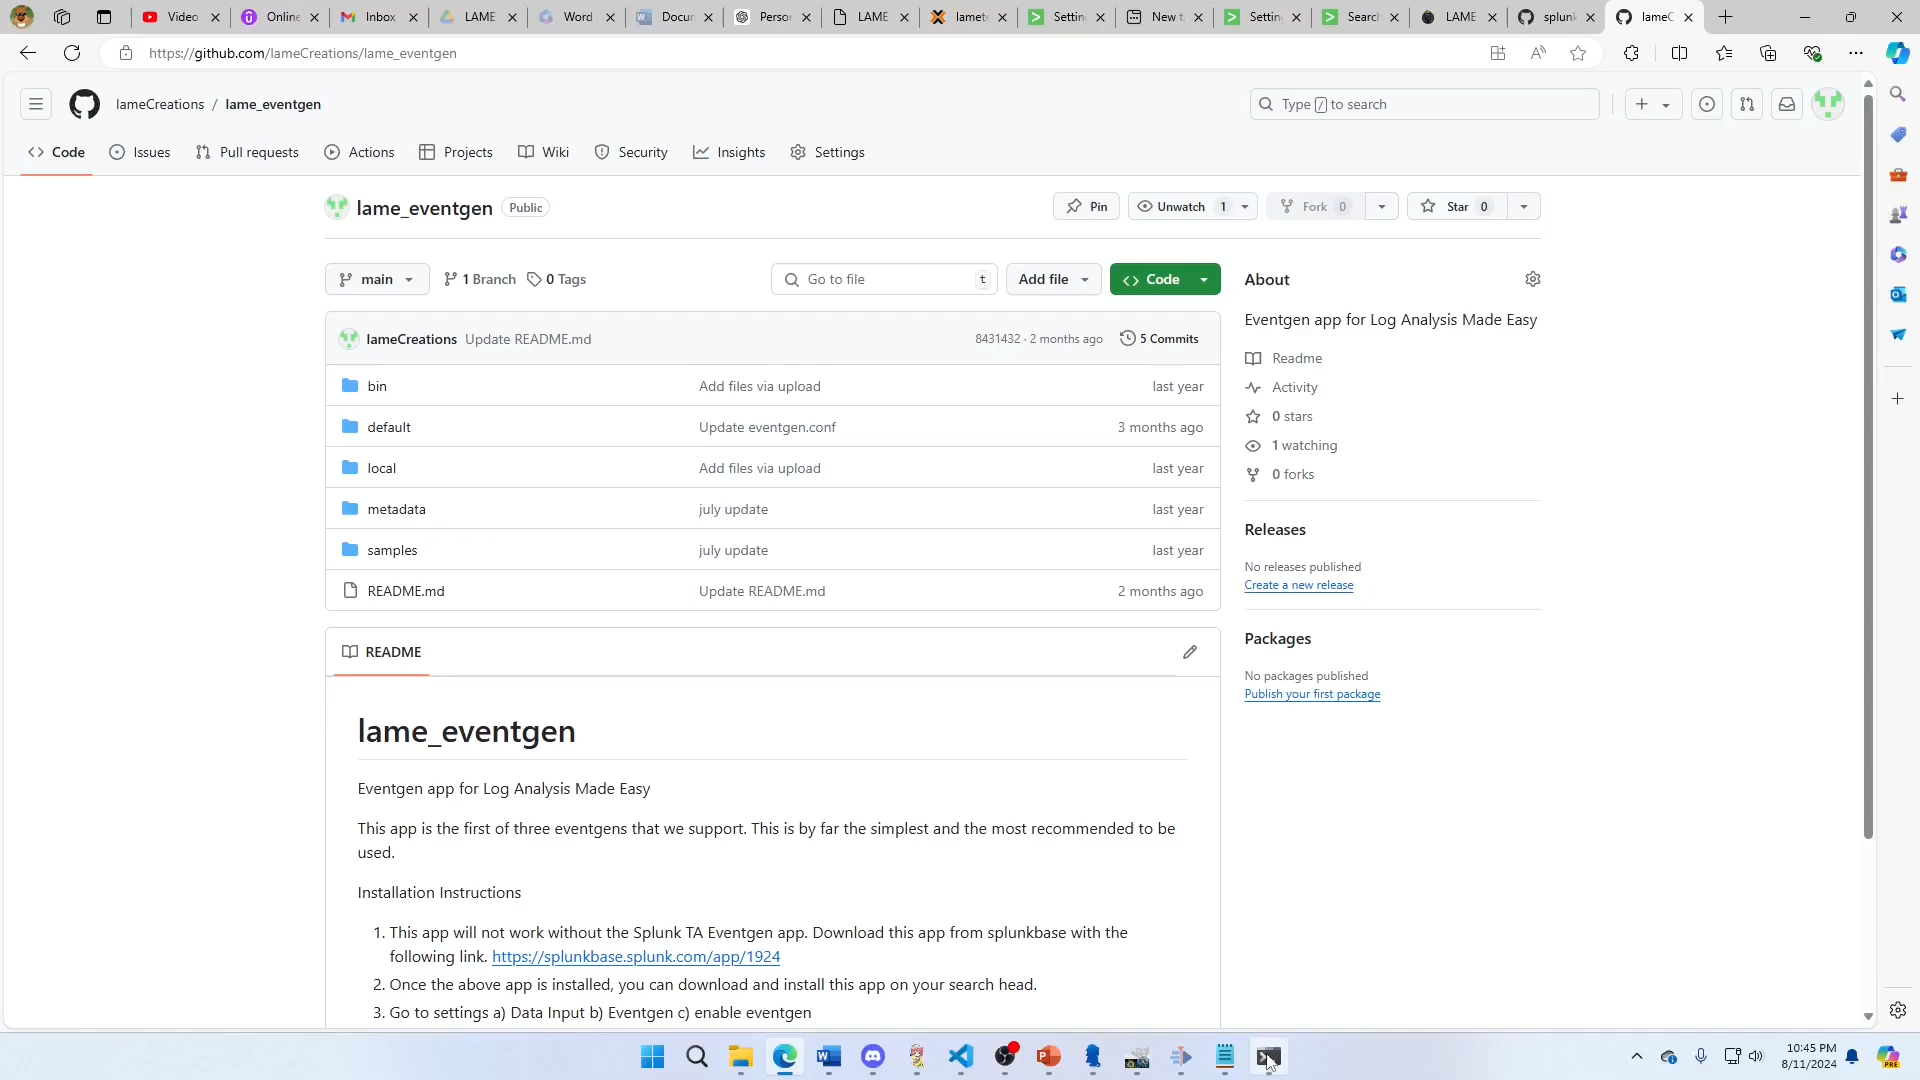 Video
Online
Inbox
LAME
Word
Docun
Person
LAME
lamete
Settin
New t
Settin
Search
LAME
splunk
lameC
https://github.com/lameCreations/lame_eventgen
lameCreations / lame_eventgen
Type / to search
Code
Issues
Pull requests
Actions
Projects
Wiki
Security
Insights
Settings
lame_eventgen
Public
Pin
Unwatch 1
Fork 0
Star 0
main
1 Branch
0 Tags
Go to file
t
Add file
Code
About
lameCreations Update README.md
8431432 · 2 months ago
5 Commits
Eventgen app for Log Analysis Made Easy
bin Add files via upload last year
default Update eventgen.conf 3 months ago
local Add files via upload last year
metadata july update last year
samples july update last year
README.md Update README.md 2 months ago
Readme
Activity
0 stars
1 watching
0 forks
Releases
No releases published
Create a new release
Packages
No packages published
Publish your first package
README
lame_eventgen
Eventgen app for Log Analysis Made Easy
This app is the first of three eventgens that we support. This is by far the simplest and the most recommended to be
used.
Installation Instructions
1. This app will not work without the Splunk TA Eventgen app. Download this app from splunkbase with the
following link. https://splunkbase.splunk.com/app/1924
2. Once the above app is installed, you can download and install this app on your search head.
3. Go to settings a) Data Input b) Eventgen c) enable eventgen
10:45 PM
8/11/2024
PRE